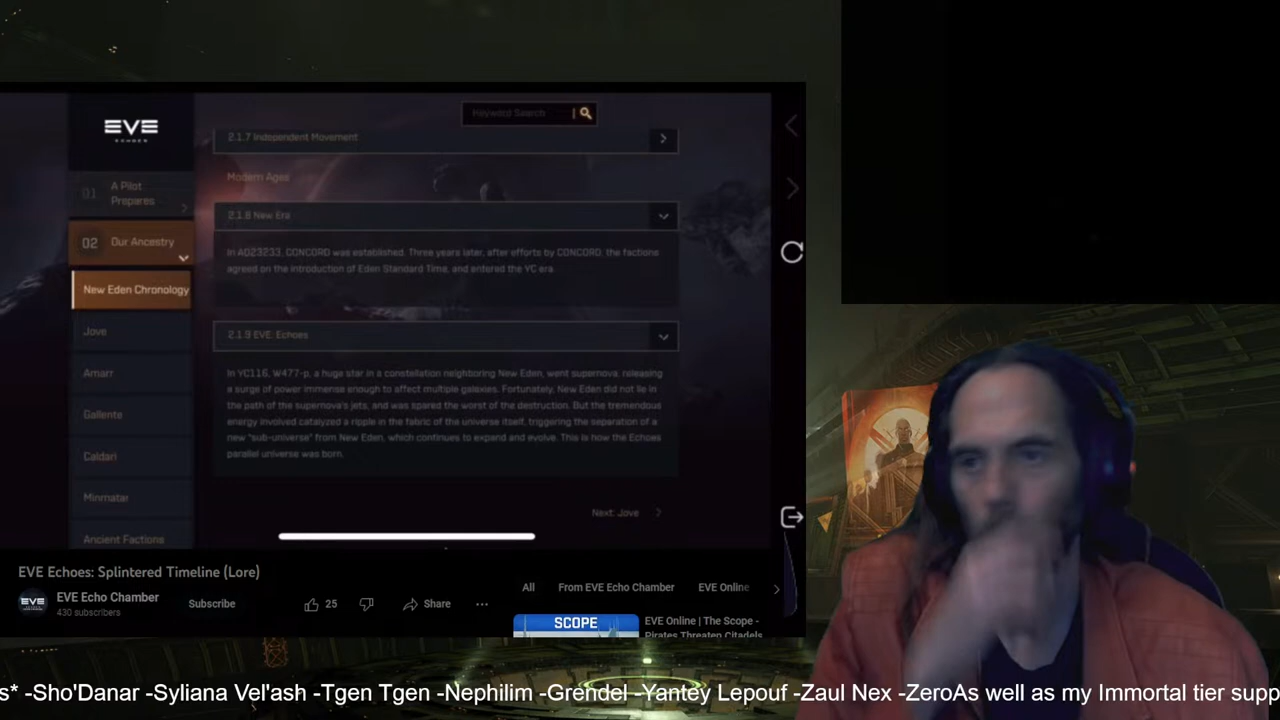 EVE
ECHOES
Keyword Search
01 A Pilot
Prepares
02 Our Ancestry
New Eden Chronology
Jove
Amarr
Gallente
Caldari
Minmatar
Ancient Factions
2.1.7 Independent Movement
Modern Ages
2.1.8 New Era
In AD23233, CONCORD was established. Three years later, after efforts by CONCORD, the factions
agreed on the introduction of Eden Standard Time, and entered the YC era.
2.1.9 EVE: Echoes
In YC116, W477-p, a huge star in a constellation neighboring New Eden, went supernova, releasing
a surge of power immense enough to affect multiple galaxies. Fortunately, New Eden did not lie in
the path of the supernova's jets, and was spared the worst of the destruction. But the tremendous
energy involved catalyzed a ripple in the fabric of the universe itself, triggering the separation of a
new "sub-universe" from New Eden, which continues to expand and evolve. This is how the Echoes
parallel universe was born.
Next: Jove
EVE Echoes: Splintered Timeline (Lore)
EVE
EVE Echo Chamber
430 subscribers
Subscribe
25
Share
All
From EVE Echo Chamber
EVE Online
SCOPE
EVE Online | The Scope -
Pirates Threaten Citadels
s* -Sho'Danar -Syliana Vel'ash -Tgen Tgen -Nephilim -Grendel -Yantey Lepouf -Zaul Nex -ZeroAs well as my Immortal tier supp